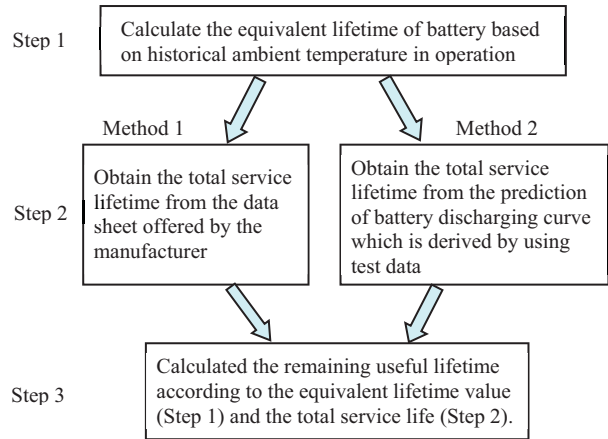 Step 1
Calculate the equivalent lifetime of battery based
on historical ambient temperature in operation
Method 1
Method 2
Step 2
Obtain the total service
lifetime from the data
sheet offered by the
manufacturer
Obtain the total service
lifetime from the prediction
of battery discharging curve
which is derived by using
test data
Step 3
Calculated the remaining useful lifetime
according to the equivalent lifetime value
(Step 1) and the total service life (Step 2).